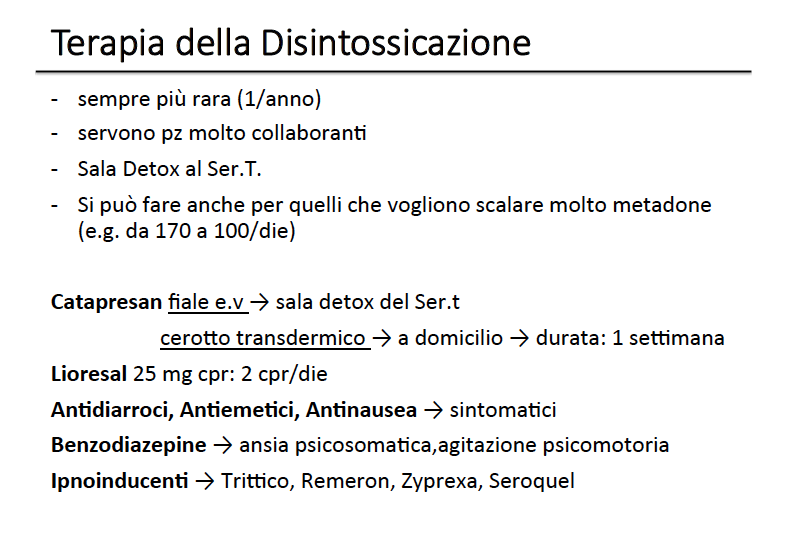 Terapia della Disintossicazione
- sempre più rara (1/anno)
- servono pz molto collaboranti
- Sala Detox al Ser.T.
- Si può fare anche per quelli che vogliono scalare molto metadone
(e.g. da 170 a 100/die)
Catapresan fiale e.v → sala detox del Ser.t
cerotto transdermico → a domicilio → durata: 1 settimana
Lioresal 25 mg cpr: 2 cpr/die
Antidiarroci, Antiemetici, Antinausea → sintomatici
Benzodiazepine → ansia psicosomatica,agitazione psicomotoria
Ipnoinducenti → Trittico, Remeron, Zyprexa, Seroquel